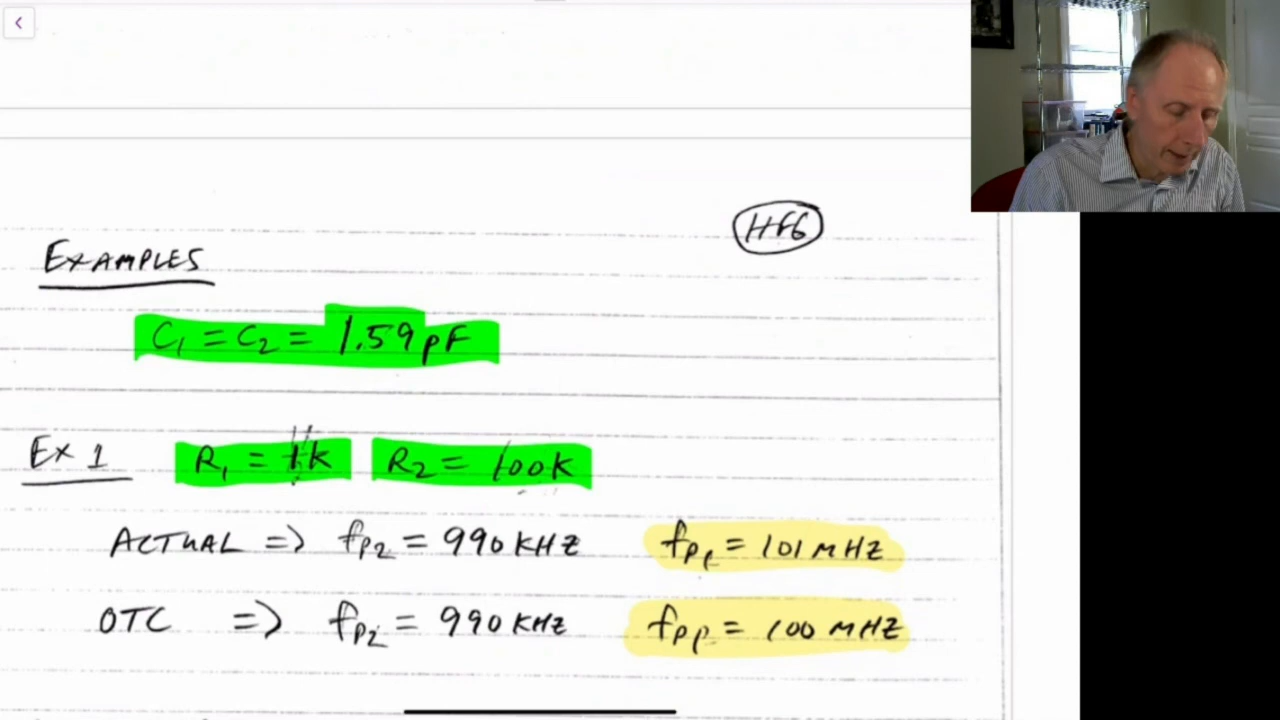 HF6
EXAMPLES
C1 = C2 = 1.59 pF
Ex 1 R1 = 1k R2 = 100K
ACTUAL => fp2 = 990 KHZ fp1 = 101 MHZ
OTC => fp2 = 990 KHZ fp1 = 100 MHZ